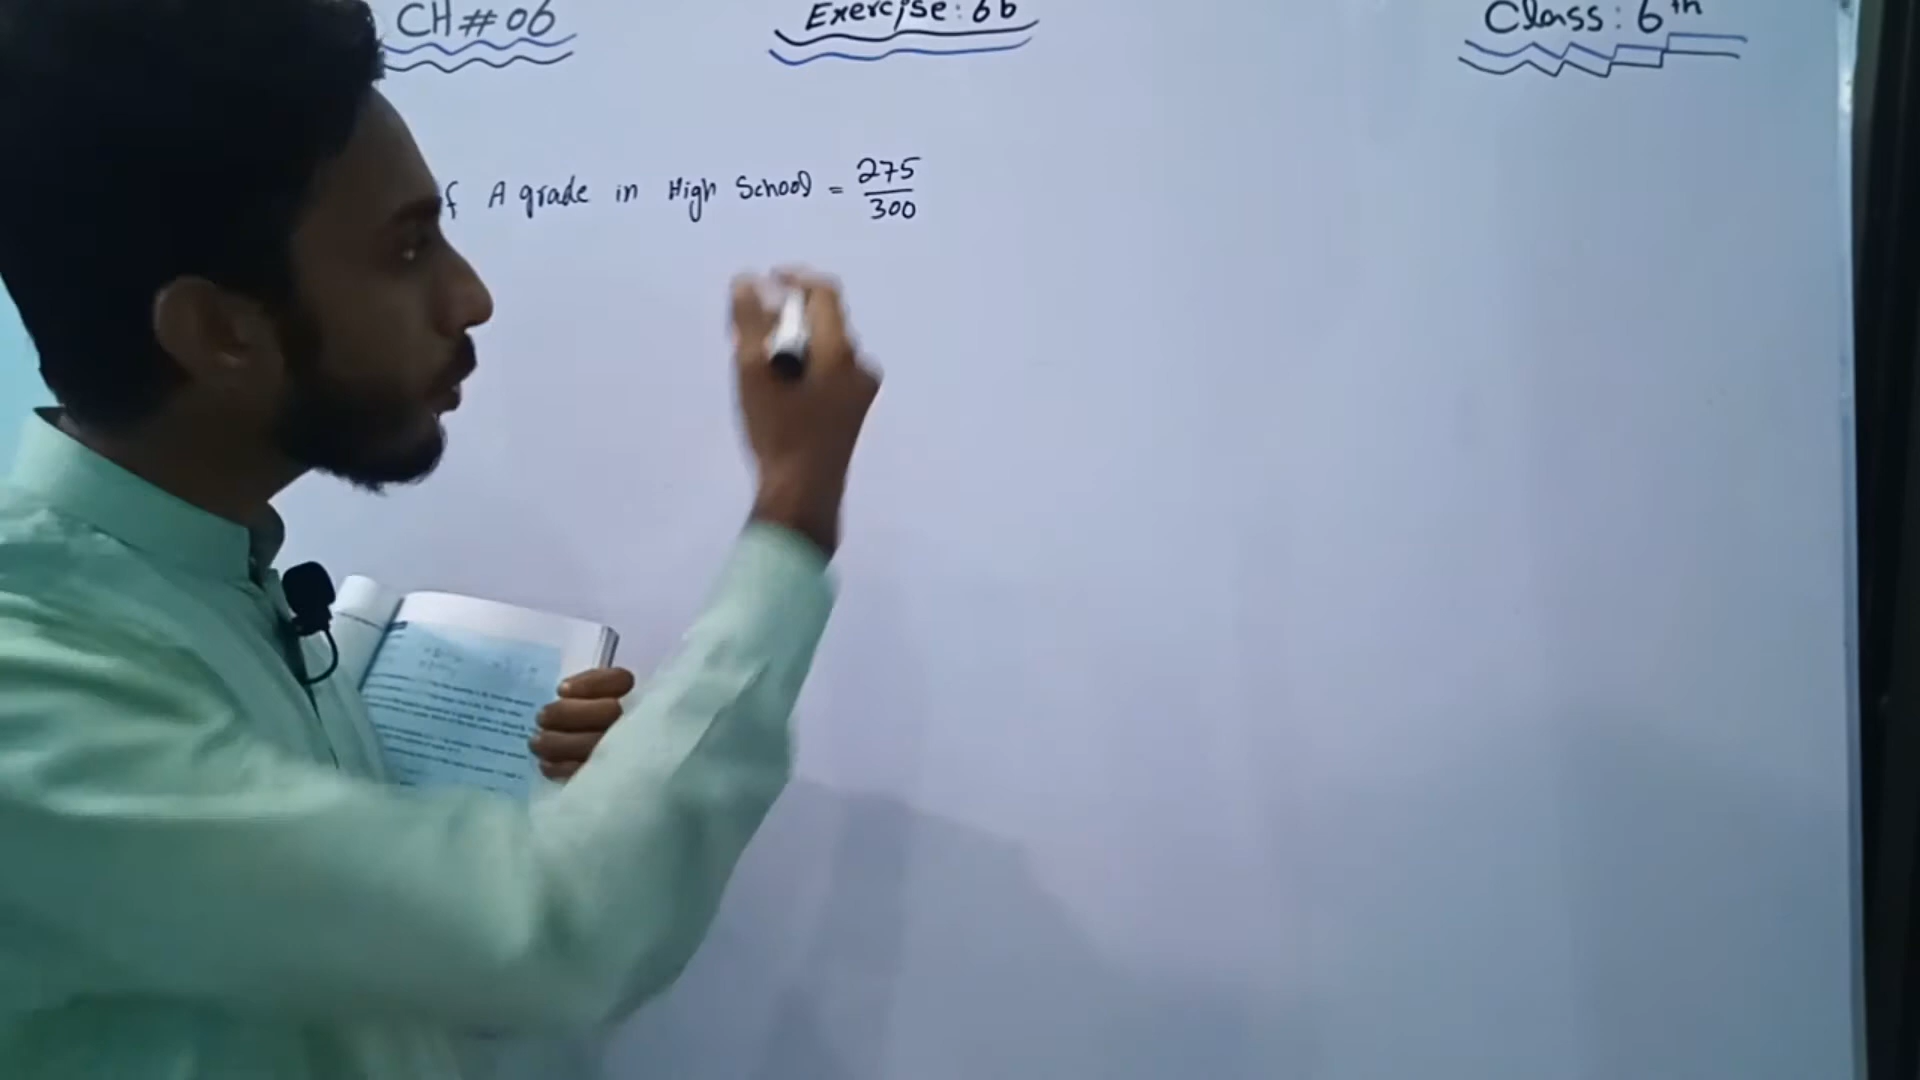 CH # 06
Exercise: 6b
Class: 6th
f A grade in High School = 275/300